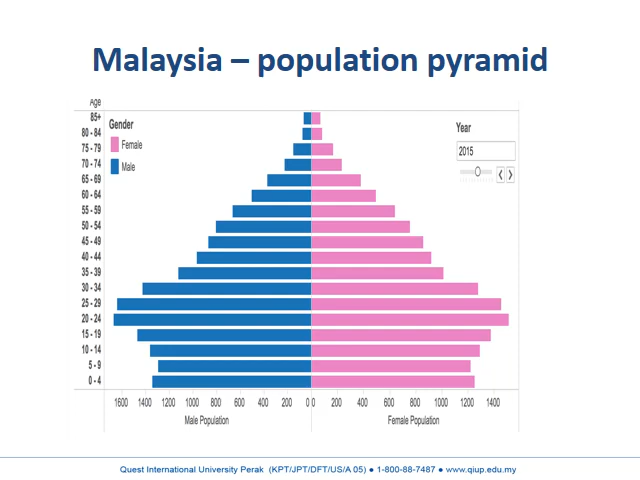 Malaysia – population pyramid
Age
85+
80 - 84
75 - 79
70 - 74
65 - 69
60 - 64
55 - 59
50 - 54
45 - 49
40 - 44
35 - 39
30 - 34
25 - 29
20 - 24
15 - 19
10 - 14
5 - 9
0 - 4
Gender
Female
Male
Year
2015
1600 1400 1200 1000 800 600 400 200 0 0 200 400 600 800 1000 1200 1400
Male Population Female Population
Quest International University Perak (KPT/JPT/DFT/US/A 05) ● 1-800-88-7487 ● www.qiup.edu.my